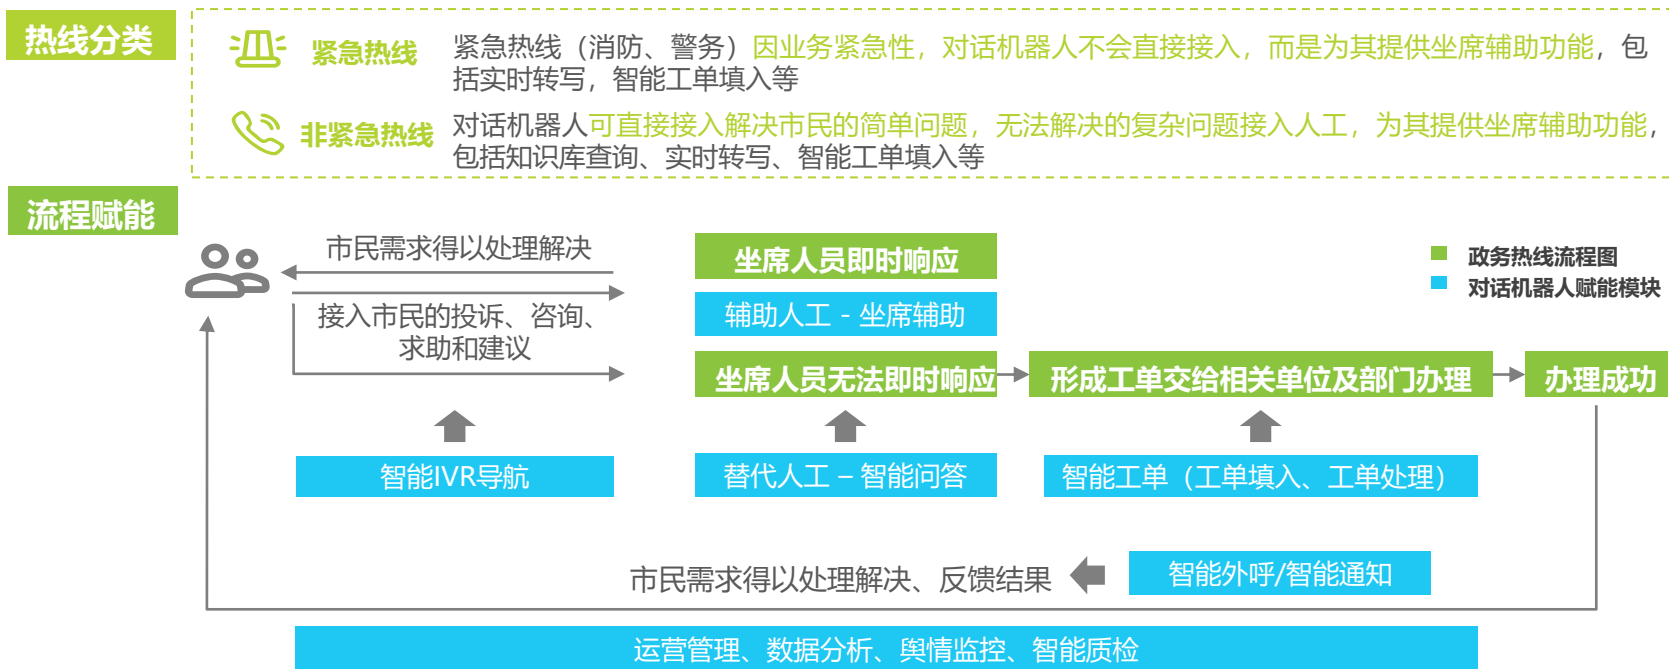 热线分类
紧急热线
紧急热线（消防、警务）因业务紧急性，对话机器人不会直接接入，而是为其提供坐席辅助功能，包
括实时转写，智能工单填入等
非紧急热线
对话机器人可直接接入解决市民的简单问题，无法解决的复杂问题接入人工，为其提供坐席辅助功能，
包括知识库查询、实时转写、智能工单填入等
流程赋能
市民需求得以处理解决
接入市民的投诉、咨询、
求助和建议
坐席人员即时响应
辅助人工 - 坐席辅助
政务热线流程图
对话机器人赋能模块
坐席人员无法即时响应
形成工单交给相关单位及部门办理
办理成功
智能IVR导航
替代人工 – 智能问答
智能工单（工单填入、工单处理）
市民需求得以处理解决、反馈结果
智能外呼/智能通知
运营管理、数据分析、舆情监控、智能质检